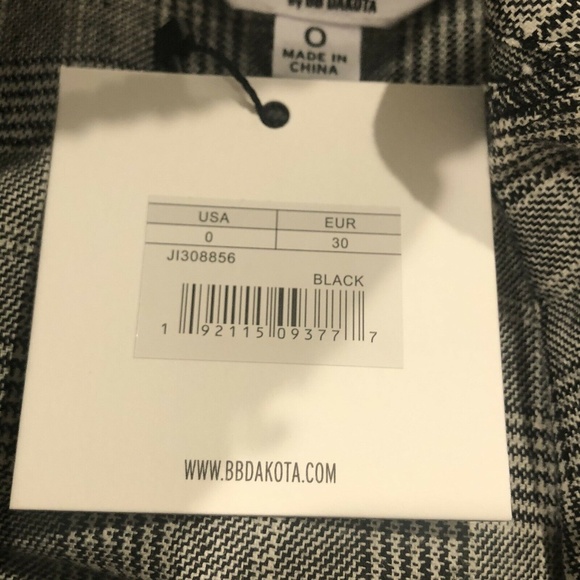 by BB DAKOTA
0
MADE IN
CHINA
USA EUR
0 30
JI308856
BLACK
1 92115 09377 7
WWW.BBDAKOTA.COM